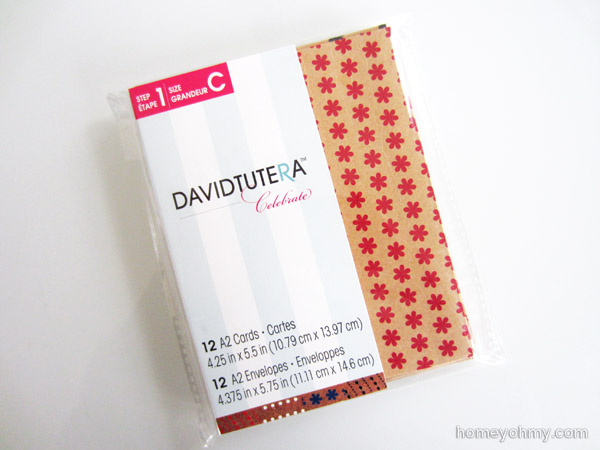 STEP 1 SIZE C
ÉTAPE GRANDEUR
DAVIDTUTERA™
Celebrate
12 A2 Cards • Cartes
4.25 in x 5.5 in (10.79 cm x 13.97 cm)
12 A2 Envelopes • Enveloppes
4.375 in x 5.75 in (11.11 cm x 14.6 cm)
homeyohmy.com